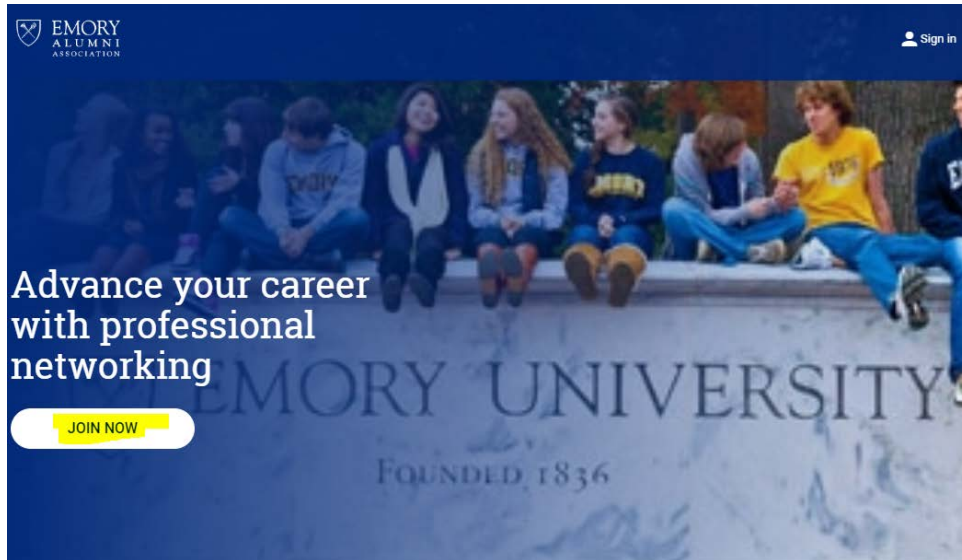 EMORY
ALUMNI
ASSOCIATION
Sign in
Advance your career
with professional
networking
JOIN NOW
EMORY UNIVERSITY
FOUNDED 1836